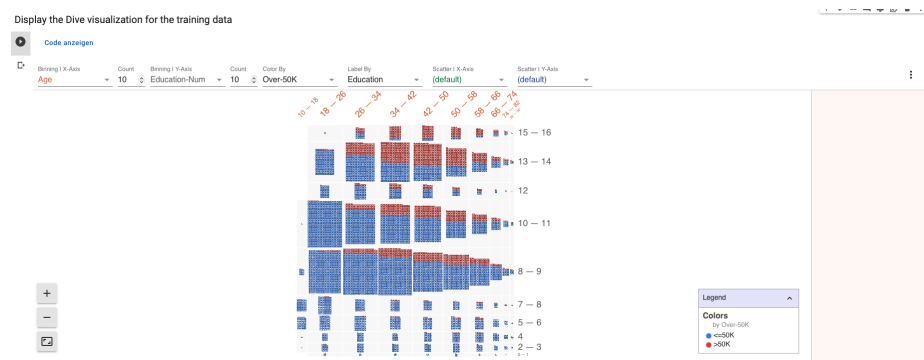 Display the Dive visualization for the training data
Code anzeigen
Binning | X-Axis Count Binning | Y-Axis Count Color By Label By Scatter | X-Axis Scatter | Y-Axis
Age 10 Education-Num 10 Over-50K Education (default) (default)
10 — 18 18 — 26 26 — 34 34 — 42 42 — 50 50 — 58 58 — 66 66 — 74 74 — 82
15 — 16
13 — 14
12
10 — 11
8 — 9
7 — 8
5 — 6
4
2 — 3
Legend
Colors
by Over-50K
<=50K
>50K